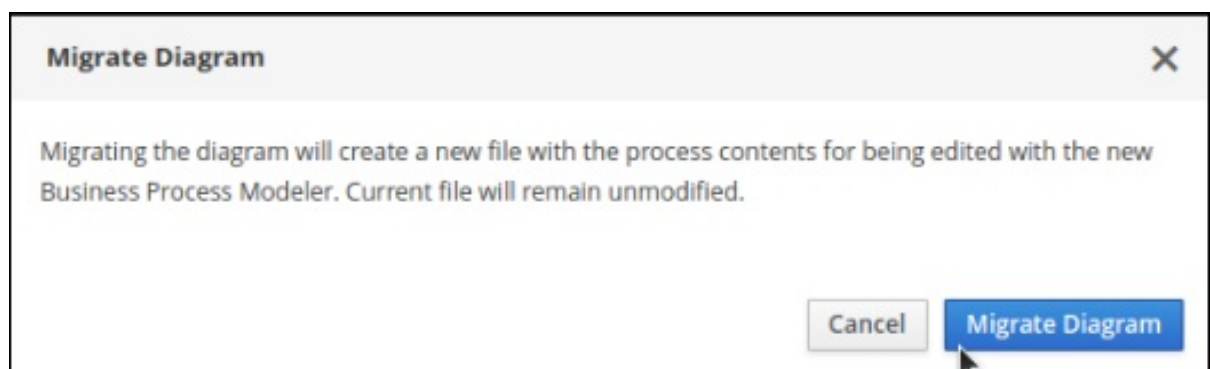 Migrate Diagram
Migrating the diagram will create a new file with the process contents for being edited with the new
Business Process Modeler. Current file will remain unmodified.
Cancel
Migrate Diagram